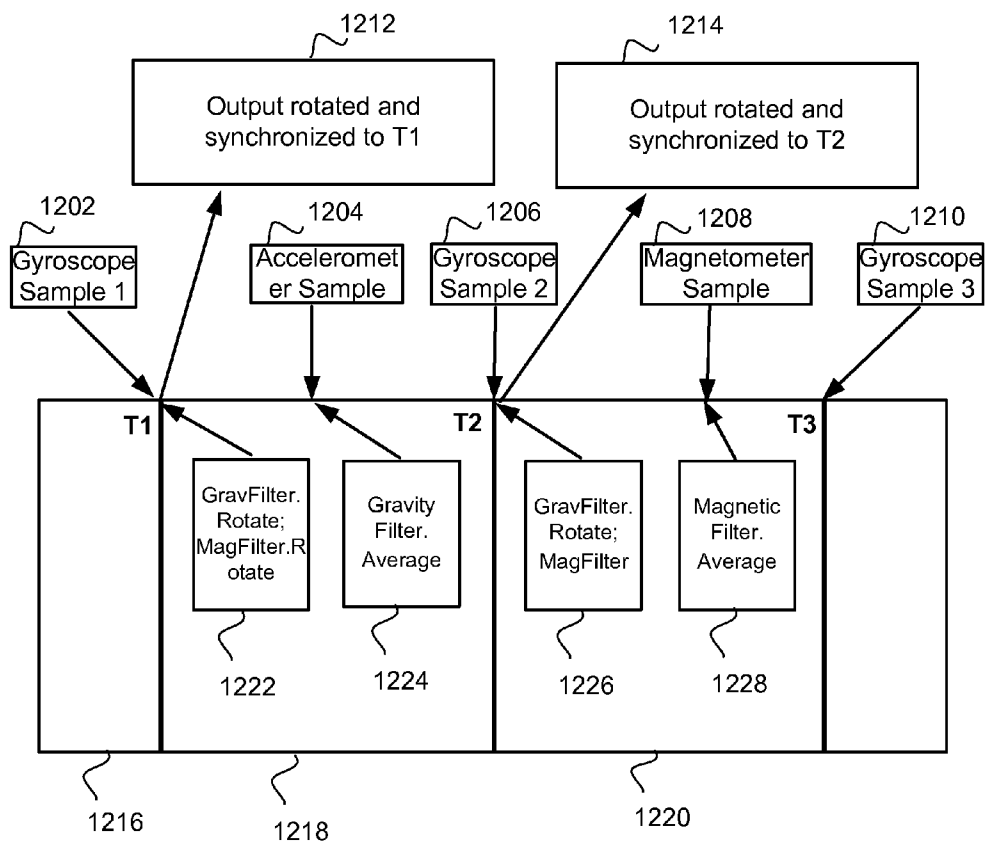 1212
1214
Output rotated and
synchronized to T1
Output rotated and
synchronized to T2
1202
1204
1206
1208
1210
Gyroscope
Sample 1
Acceleromet
er Sample
Gyroscope
Sample 2
Magnetometer
Sample
Gyroscope
Sample 3
T1
T2
T3
GravFilter.
Rotate;
MagFilter.R
otate
Gravity
Filter.
Average
GravFilter.
Rotate;
MagFilter
Magnetic
Filter.
Average
1222
1224
1226
1228
1216
1218
1220